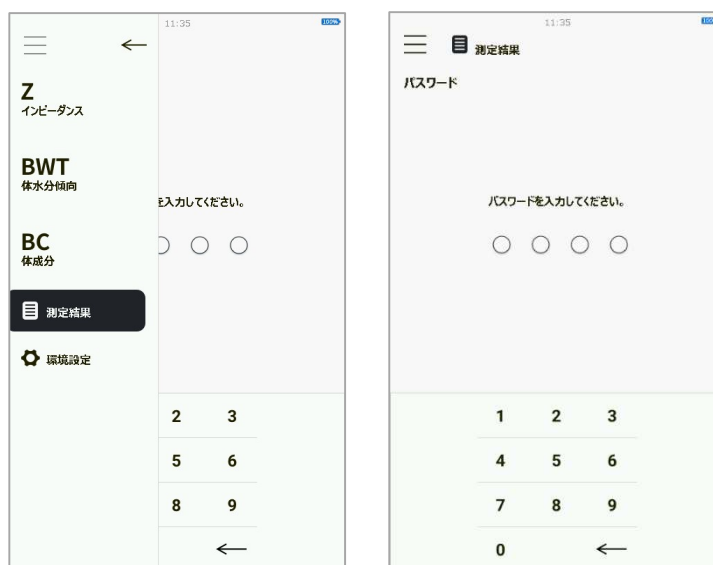 11:35
100%
Z
インピーダンス
BWT
体水分傾向
を入力してください。
BC
体成分
測定結果
環境設定
2 3
5 6
8 9
11:35
100
測定結果
パスワード
パスワードを入力してください。
1 2 3
4 5 6
7 8 9
0